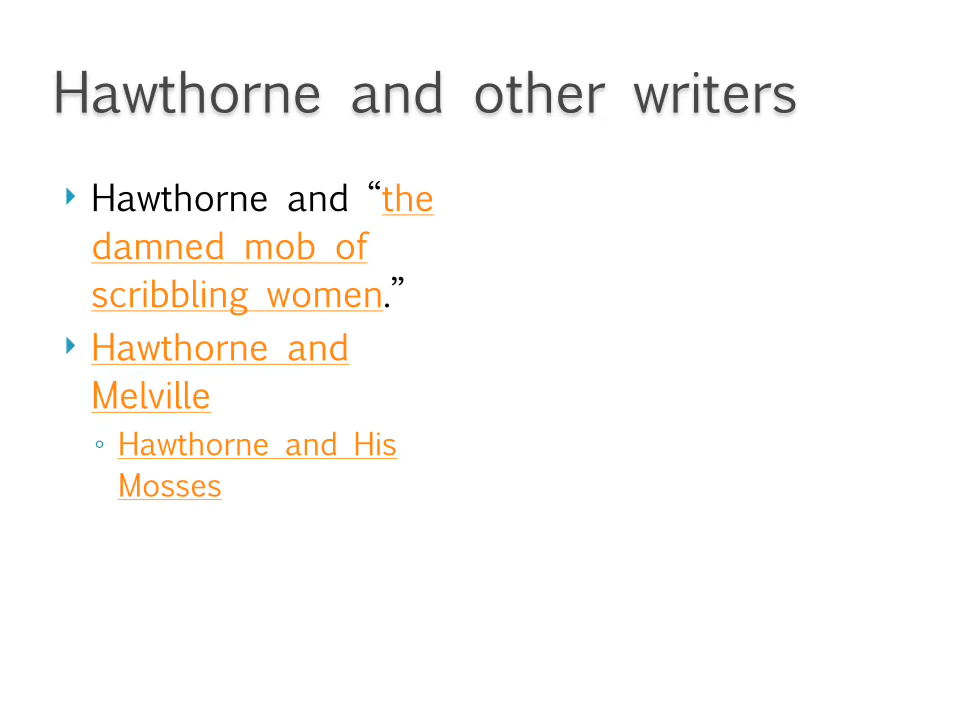 Hawthorne and other writers
Hawthorne and “the
damned mob of
scribbling women.”
Hawthorne and
Melville
Hawthorne and His
Mosses